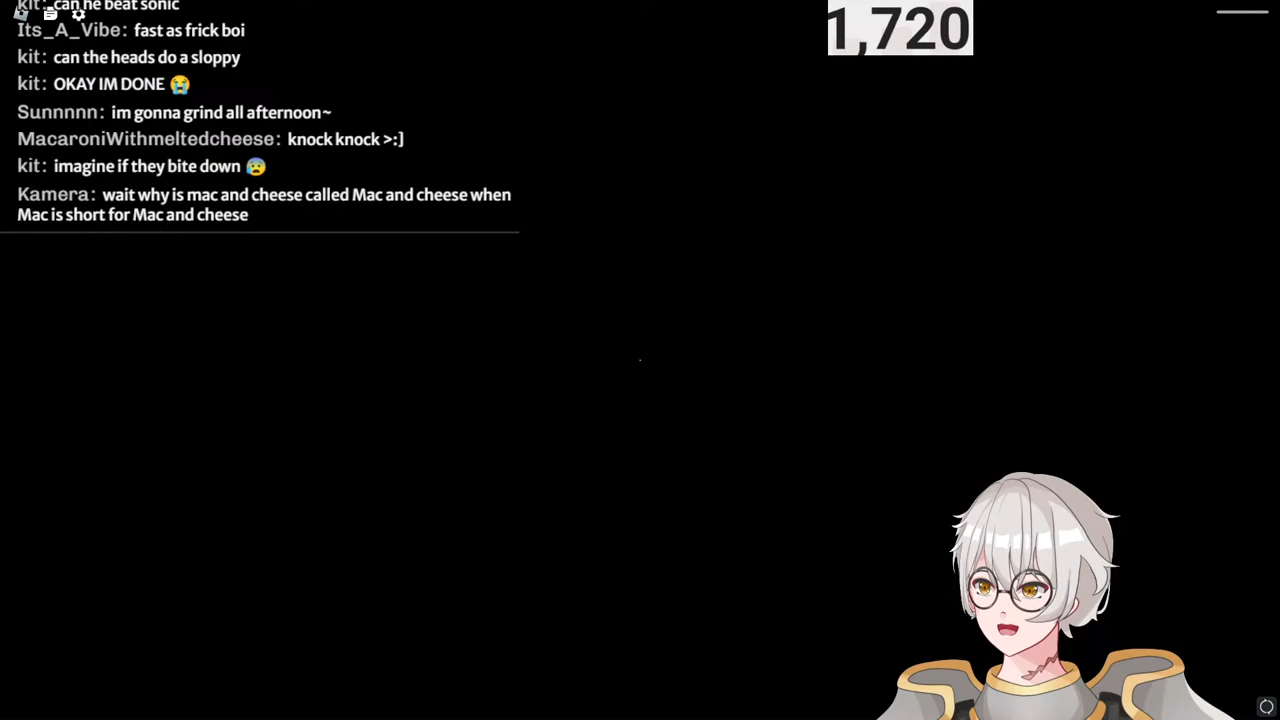 kit: can he beat sonic
1,720
Its_A_Vibe: fast as frick boi
kit: can the heads do a sloppy
kit: OKAY IM DONE 😭
Sunnnnn: im gonna grind all afternoon~
MacaroniWithmeltedcheese: knock knock >:]
kit: imagine if they bite down 😰
Kamera: wait why is mac and cheese called Mac and cheese when
Mac is short for Mac and cheese